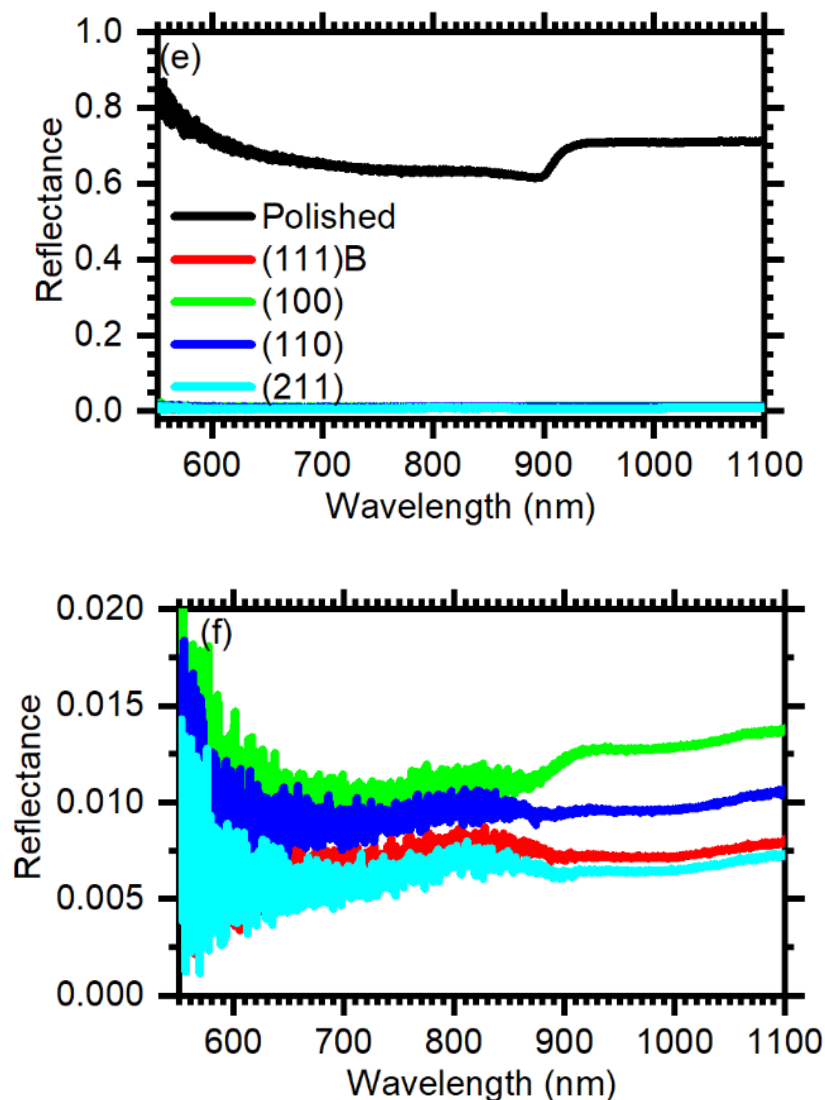 (e)
1.0
0.8
0.6
0.4
0.2
0.0
Reflectance
Polished
(111)B
(100)
(110)
(211)
600 700 800 900 1000 1100
Wavelength (nm)
(f)
0.020
0.015
0.010
0.005
0.000
Reflectance
600 700 800 900 1000 1100
Wavelength (nm)